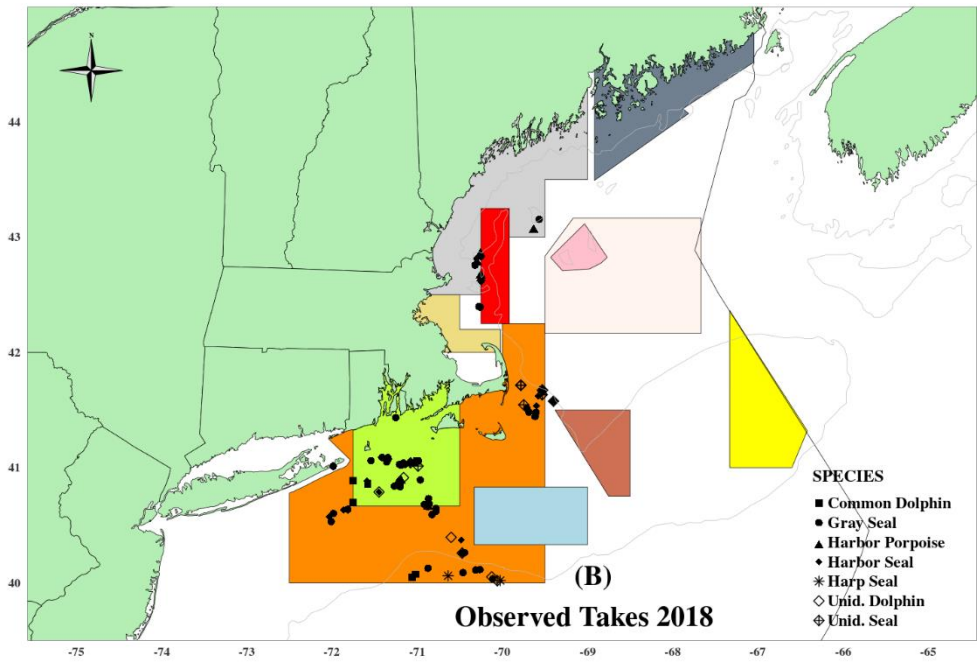 N
44
43
42
41
40
SPECIES
Common Dolphin
Gray Seal
Harbor Porpoise
Harbor Seal
Harp Seal
Unid. Dolphin
Unid. Seal
(B)
Observed Takes 2018
-75 -74 -73 -72 -71 -70 -69 -68 -67 -66 -65